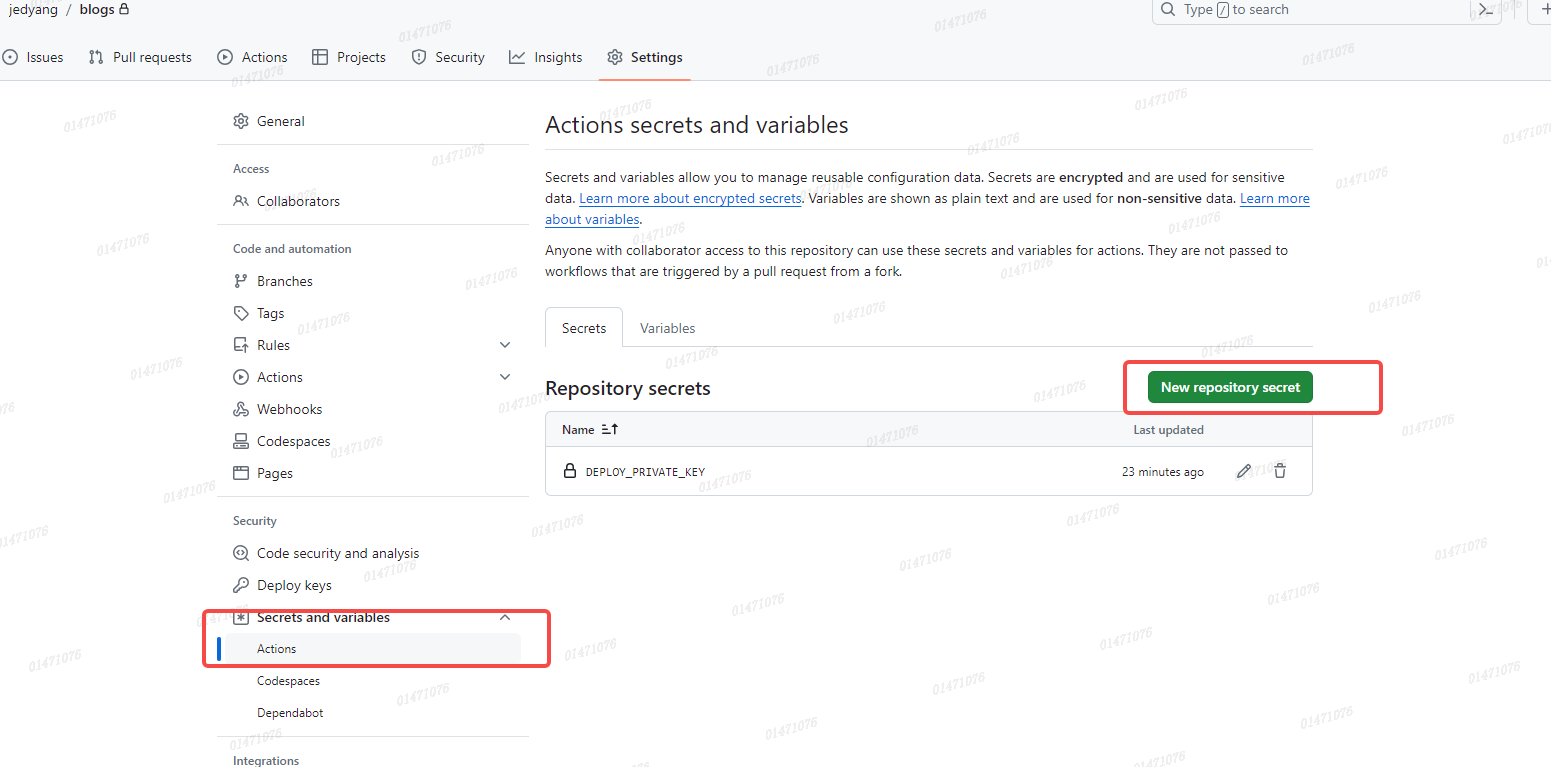 jedyang / blogs
Type / to search
Issues
Pull requests
Actions
Projects
Security
Insights
Settings
General
Access
Collaborators
Code and automation
Branches
Tags
Rules
Actions
Webhooks
Codespaces
Pages
Security
Code security and analysis
Deploy keys
Secrets and variables
Actions
Codespaces
Dependabot
Integrations
Actions secrets and variables
Secrets and variables allow you to manage reusable configuration data. Secrets are encrypted and are used for sensitive
data. Learn more about encrypted secrets. Variables are shown as plain text and are used for non-sensitive data. Learn more
about variables.
Anyone with collaborator access to this repository can use these secrets and variables for actions. They are not passed to
workflows that are triggered by a pull request from a fork.
Secrets
Variables
Repository secrets
New repository secret
Name
Last updated
DEPLOY_PRIVATE_KEY
23 minutes ago
01471076